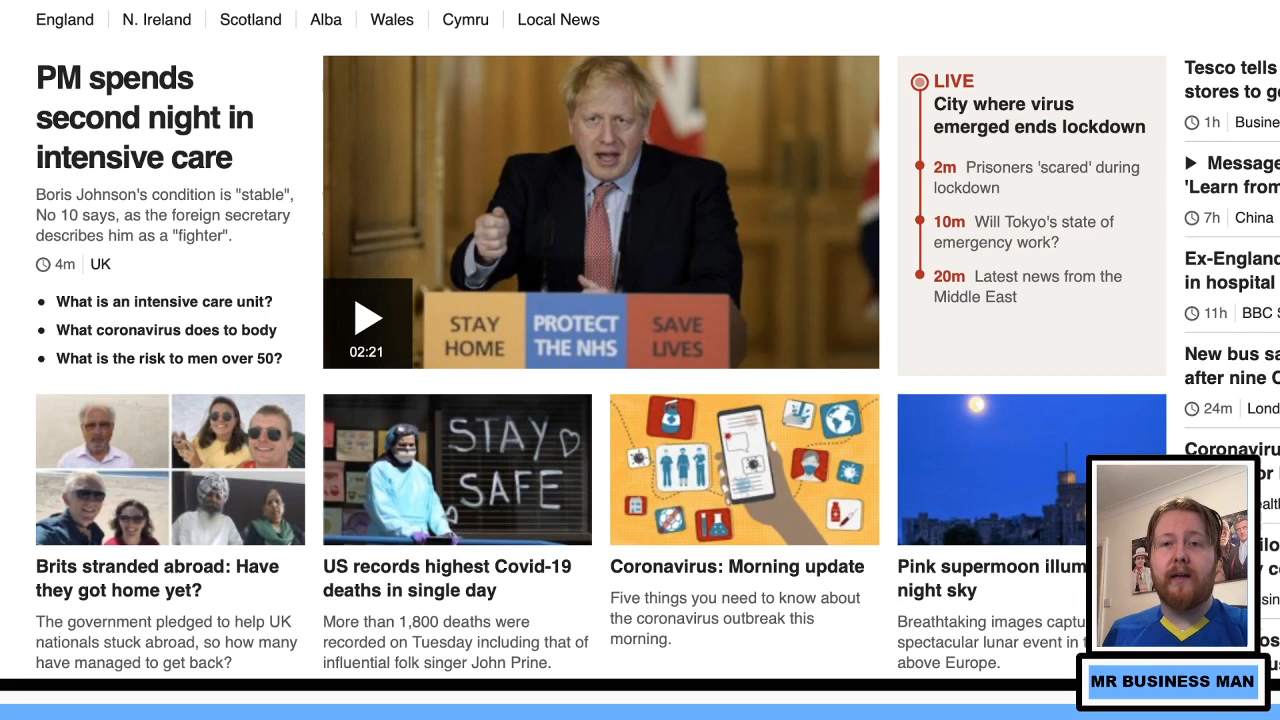 England
N. Ireland
Scotland
Alba
Wales
Cymru
Local News
PM spends
second night in
intensive care
Boris Johnson's condition is "stable",
No 10 says, as the foreign secretary
describes him as a "fighter".
4m
UK
What is an intensive care unit?
What coronavirus does to body
What is the risk to men over 50?
STAY
HOME
PROTECT
THE NHS
SAVE
LIVES
02:21
LIVE
City where virus
emerged ends lockdown
2m Prisoners 'scared' during
lockdown
10m Will Tokyo's state of
emergency work?
20m Latest news from the
Middle East
Tesco tells
stores to
1h
Message
'Learn from
7h
China
Ex-England
in hospital
11h
BBC
New bus
after nine
24m
STAY
SAFE
Brits stranded abroad: Have
they got home yet?
The government pledged to help UK
nationals stuck abroad, so how many
have managed to get back?
US records highest Covid-19
deaths in single day
More than 1,800 deaths were
recorded on Tuesday including that of
influential folk singer John Prine.
Coronavirus: Morning update
Five things you need to know about
the coronavirus outbreak this
morning.
Pink supermoon
night sky
Breathtaking images
spectacular lunar event in
above Europe.
MR BUSINESS MAN